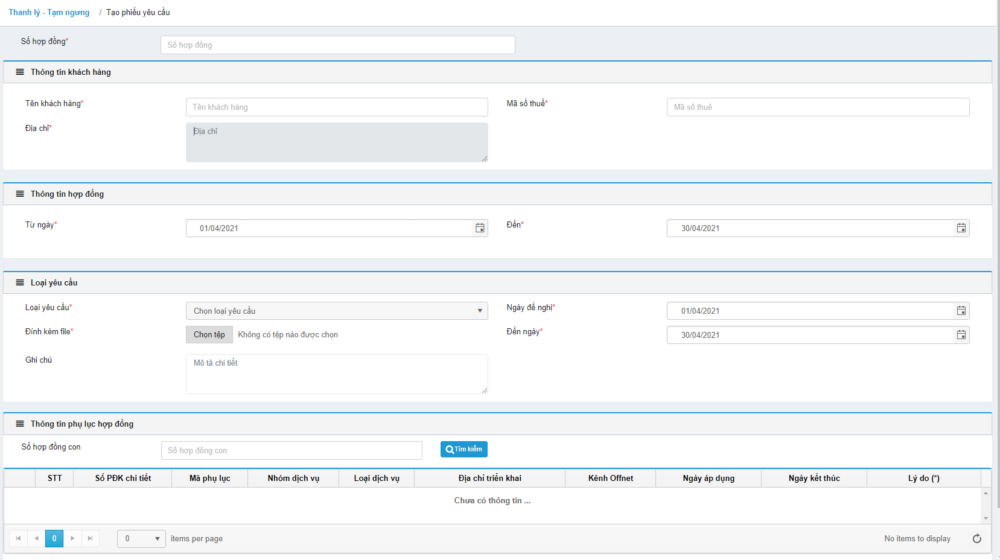 Thanh lý - Tạm ngưng / Tạo phiếu yêu cầu
Số hợp đồng*
Số hợp đồng
Thông tin khách hàng
Tên khách hàng*
Tên khách hàng
Mã số thuế*
Mã số thuế
Địa chỉ*
Địa chỉ
Thông tin hợp đồng
Từ ngày*
01/04/2021
Đến*
30/04/2021
Loại yêu cầu
Loại yêu cầu*
Chọn loại yêu cầu
Ngày đề nghị*
01/04/2021
Đính kèm file*
Chọn tệp Không có tệp nào được chọn
Đến ngày*
30/04/2021
Ghi chú
Mô tả chi tiết
Thông tin phụ lục hợp đồng
Số hợp đồng con
Số hợp đồng con
Tìm kiếm
STT Số PĐK chi tiết Mã phụ lục Nhóm dịch vụ Loại dịch vụ Địa chỉ triển khai Kênh Offnet Ngày áp dụng Ngày kết thúc Lý do (*)
Chưa có thông tin ...
0 0 items per page No items to display